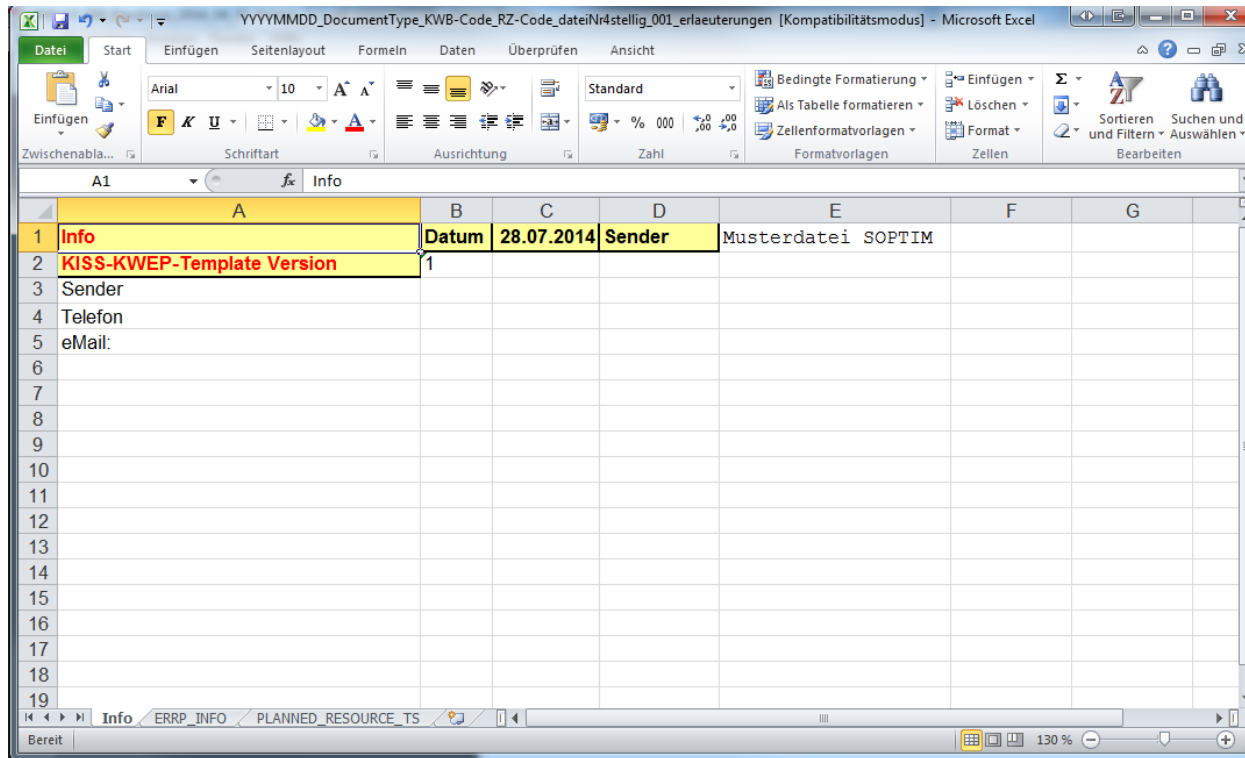 YYYYMMDD_DocumentType_KWB-Code_RZ-Code_dateiNr4stellig_001_erlaeuterungen [Kompatibilitätsmodus] - Microsoft Excel
Datei Start Einfügen Seitenlayout Formeln Daten Überprüfen Ansicht
Arial 10 Standard Bedingte Formatierung Einfügen Σ
Als Tabelle formatieren Löschen
Einfügen F K U A % 000 Zellenformatvorlagen Format Sortieren und Filtern Suchen und Auswählen
Zwischenabla... Schriftart Ausrichtung Zahl Formatvorlagen Zellen Bearbeiten
A1 fx Info
A B C D E F G
1 Info Datum 28.07.2014 Sender Musterdatei SOPTIM
2 KISS-KWEP-Template Version 1
3 Sender
4 Telefon
5 eMail:
6
7
8
9
10
11
12
13
14
15
16
17
18
19
Info ERRP_INFO PLANNED_RESOURCE_TS
Bereit 130 %